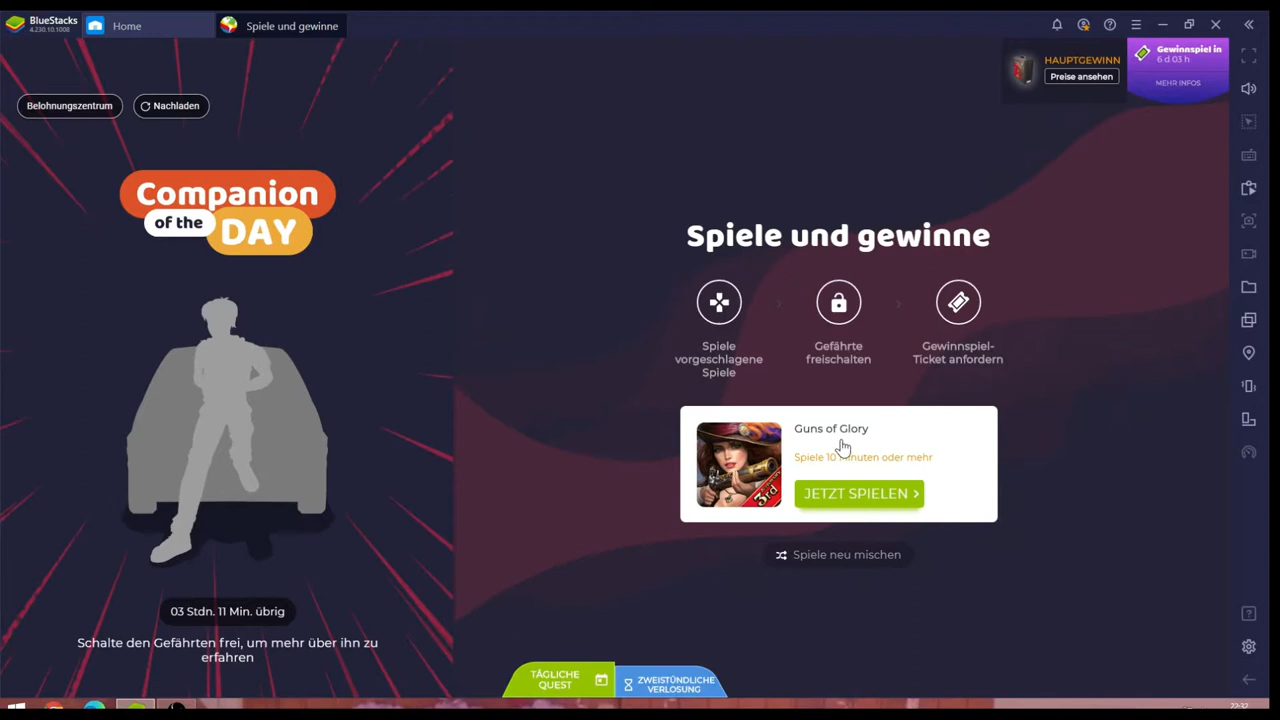 BlueStacks
4.230.10.1008
Home
Spiele und gewinne
Belohnungszentrum
Nachladen
HAUPTGEWINN
Preise ansehen
Gewinnspiel in
6 d 03 h
MEHR INFOS
Companion
of the
DAY
Spiele und gewinne
Spiele
vorgeschlagene
Spiele
Gefährte
freischalten
Gewinnspiel-
Ticket anfordern
Guns of Glory
Spiele 10 Minuten oder mehr
3rd
JETZT SPIELEN
Spiele neu mischen
03 Stdn. 11 Min. übrig
Schalte den Gefährten frei, um mehr über ihn zu
erfahren
TÄGLICHE
QUEST
ZWEISTÜNDLICHE
VERLOSUNG